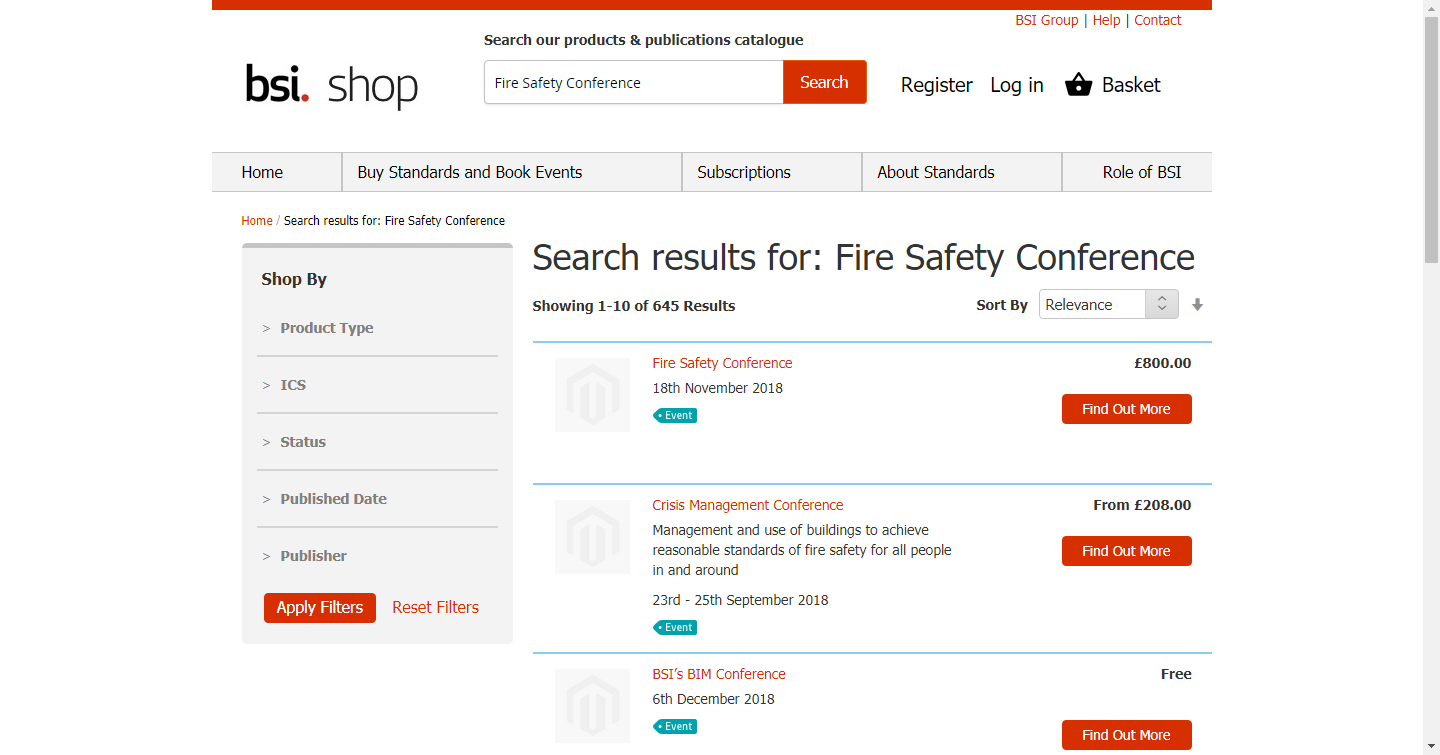 BSI Group | Help | Contact
Search our products & publications catalogue
bsi. shop
Fire Safety Conference
Search
Register
Log in
Basket
Home
Buy Standards and Book Events
Subscriptions
About Standards
Role of BSI
Home / Search results for: Fire Safety Conference
Shop By
> Product Type
> ICS
> Status
> Published Date
> Publisher
Apply Filters
Reset Filters
Search results for: Fire Safety Conference
Showing 1-10 of 645 Results
Sort By
Relevance
Fire Safety Conference
£800.00
18th November 2018
Find Out More
Event
Crisis Management Conference
From £208.00
Management and use of buildings to achieve
reasonable standards of fire safety for all people
in and around
Find Out More
23rd - 25th September 2018
Event
BSI's BIM Conference
Free
6th December 2018
Event
Find Out More